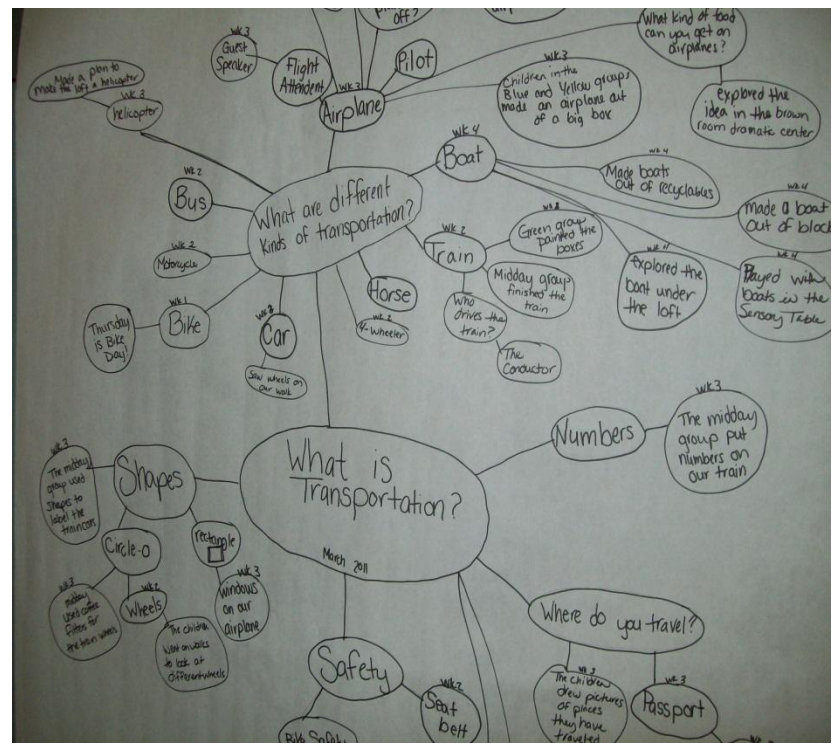 off?
What kind of food
can you get on
airplanes?
wk 3
Guest
Speaker
Flight
Attendent
Pilot
wk 3
Airplane
wk 3
Children in the
Blue and Yellow groups
made an airplane out
of a big box
explored the
idea in the brown
room dramatic center
Made a plan to
make the loft a helicopter
wk 3
helicopter
wk 4
Boat
wk 4
Made boats
out of recyclables
wk 4
made a boat
out of block
wk 4
explored the
boat under
the loft
wk 4
Played with
boats in the
Sensory Table
wk 2
Bus
What are different
Kinds of transportation?
wk 2
Train
Green group
painted the
boxes
Midday group
finished the
train
Who
drives the
train?
The
Conductor
wk 2
Motorcycle
wk 1
Bike
Thursday
is Bike
Day!
Car
Saw wheels on
our walk
4-wheeler
Horse
Numbers
wk 3
The midday
group put
numbers on
our train
What is
Transportation?
March 2011
Shapes
wk 3
The midday
group used
shapes to
label the
traincars
Circle-o
wk 3
midday
used coffee
filters for
the train wheels
wk 2
Wheels
The children
went on walks
to look at
different wheels
rectangle
wk 3
windows
on our
airplane
Safety
Bike Safety
wk 2
Seat
belt
Where do you travel?
wk 3
The children
drew pictures
of places
they have
traveled
wk 3
Passport